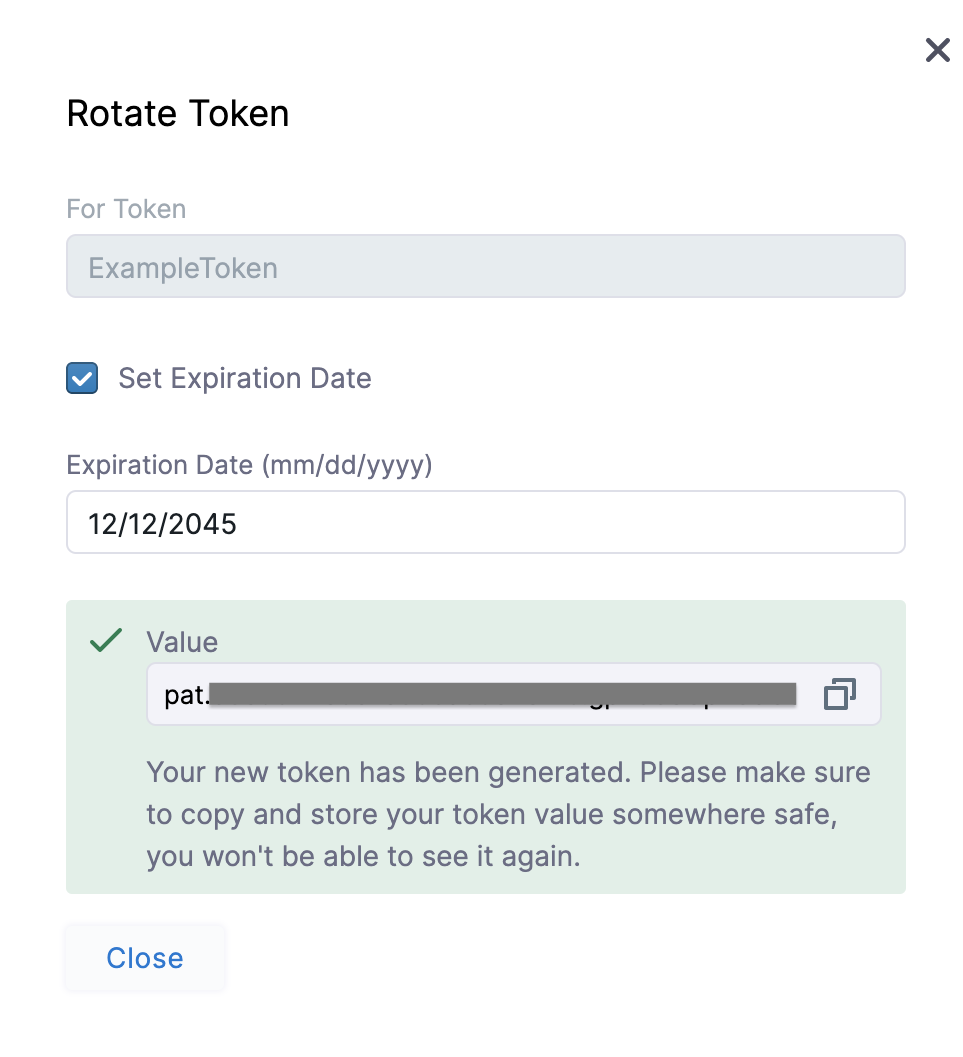 Rotate Token
For Token
ExampleToken
Set Expiration Date
Expiration Date (mm/dd/yyyy)
12/12/2045
Value
pat.
Your new token has been generated. Please make sure
to copy and store your token value somewhere safe,
you won't be able to see it again.
Close